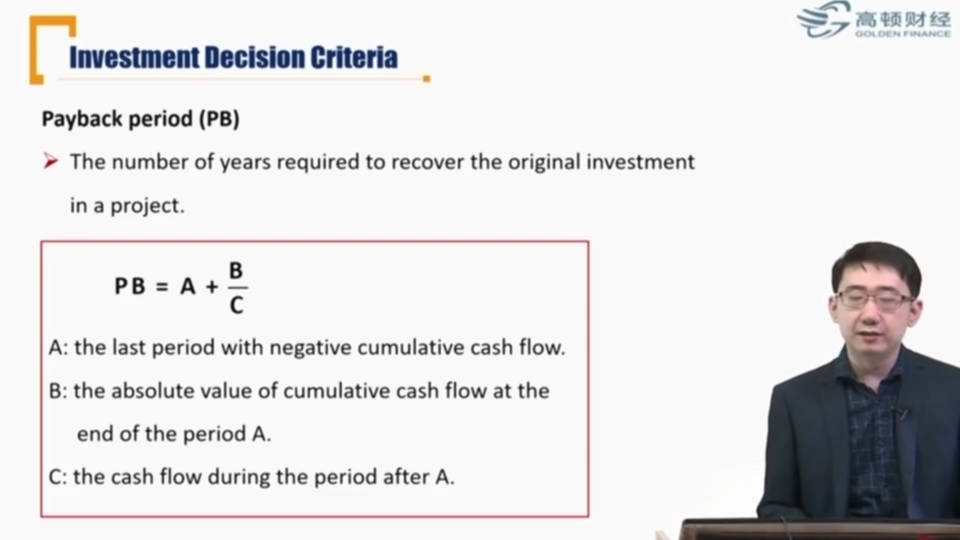 高顿财经
GOLDEN FINANCE
Investment Decision Criteria
Payback period (PB)
➤ The number of years required to recover the original investment
in a project.
PB = A + B
C
A: the last period with negative cumulative cash flow.
B: the absolute value of cumulative cash flow at the
end of the period A.
C: the cash flow during the period after A.